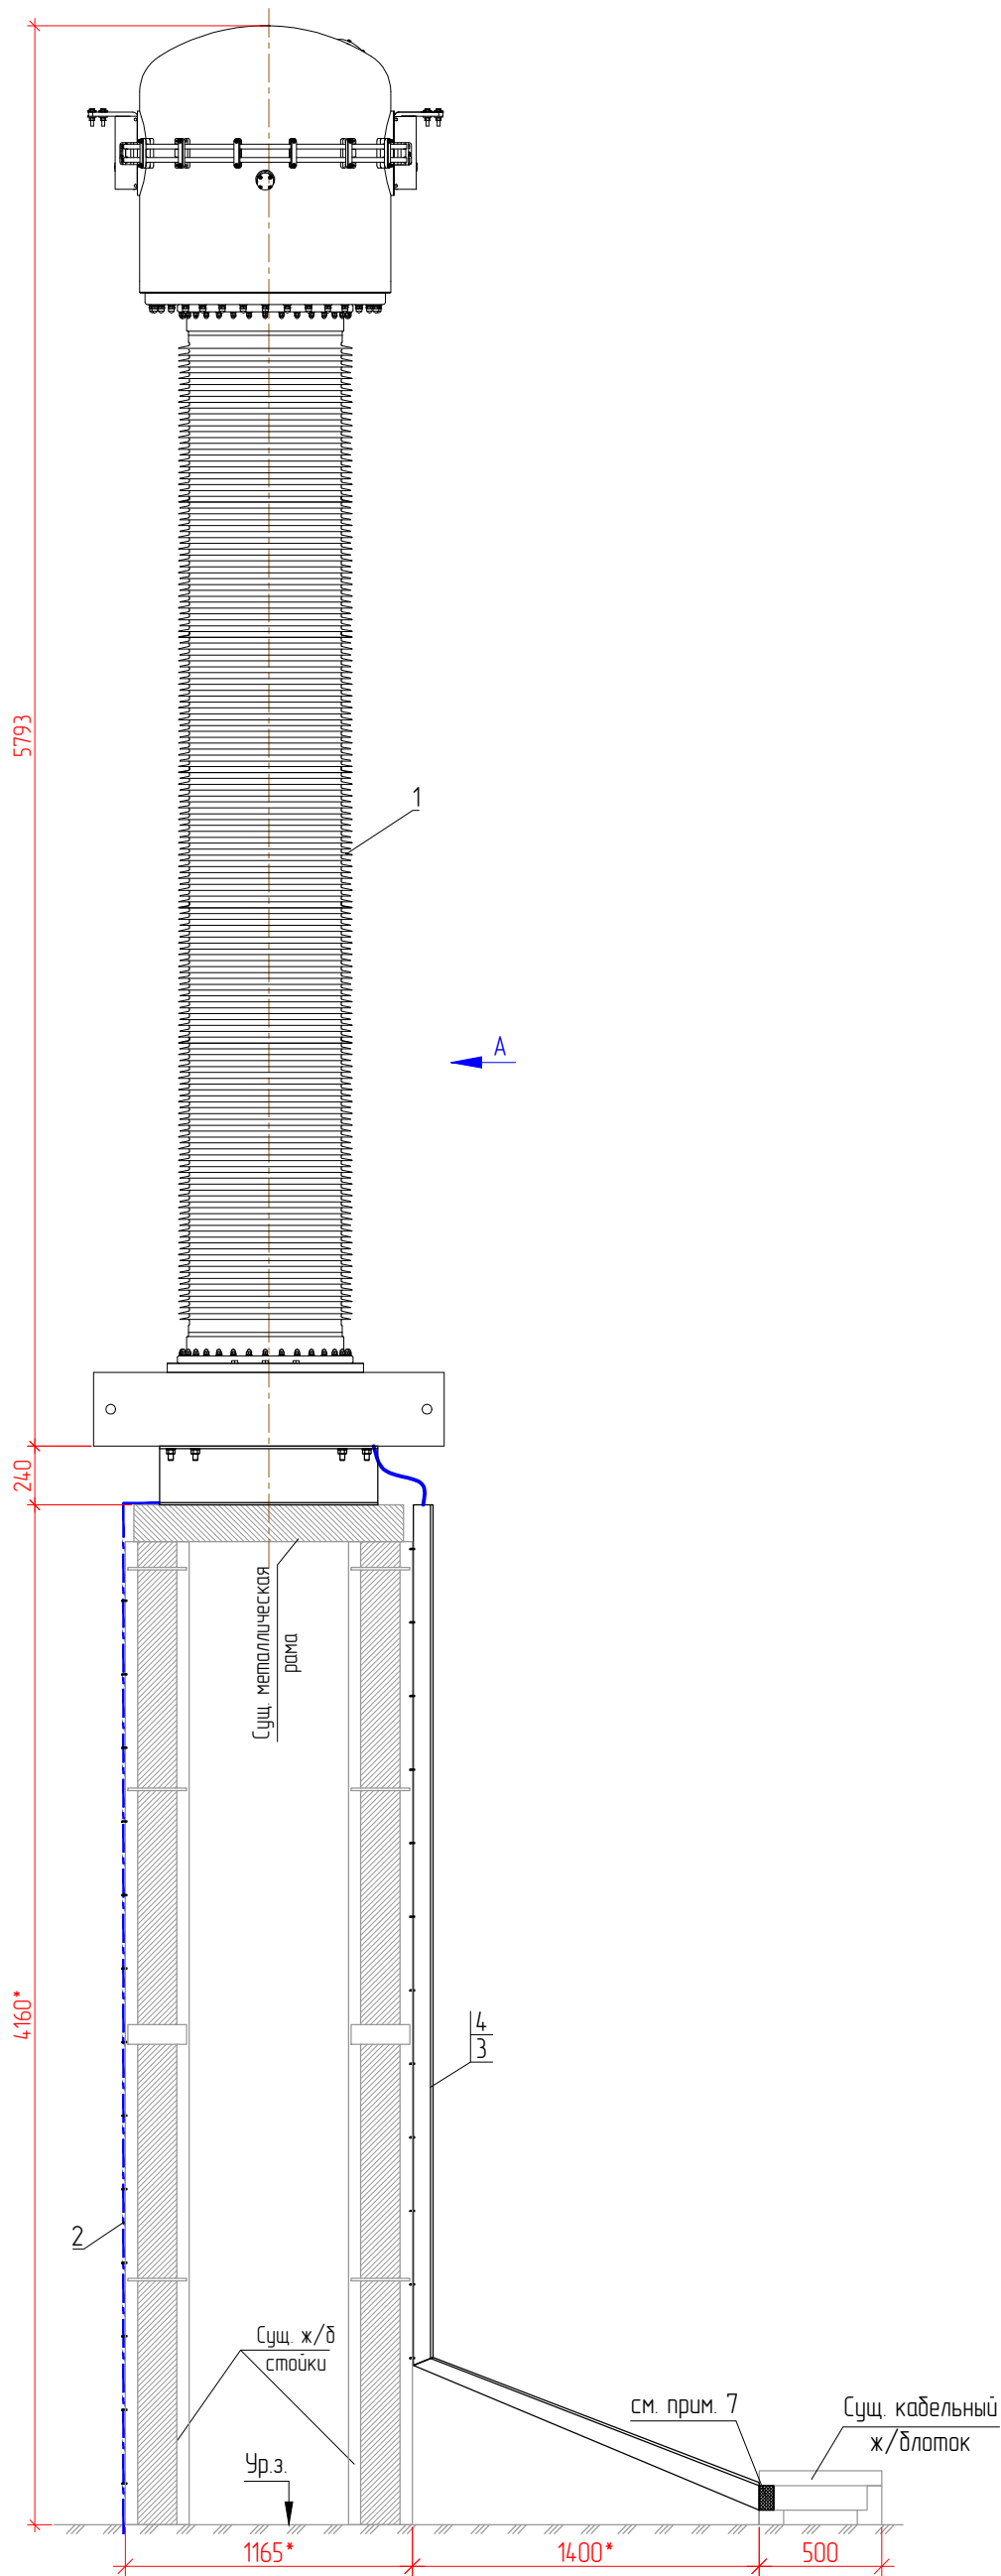 5793
1
A
240
Сущ. металлическая
рама
4160*
4
3
2
Сущ. ж/б
стойки
см. прим. 7
Сущ. кабельный
ж/блоток
Ур.з.
1165*
1400*
500